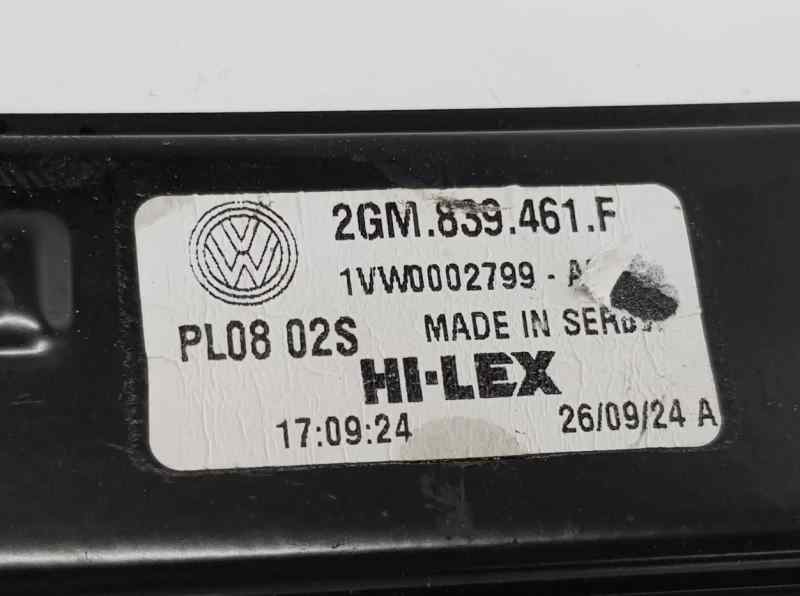 2GM.839.461.F
1VW0002799 -
PL08 02S MADE IN
HI-LEX
17:09:24 26/09/24 A